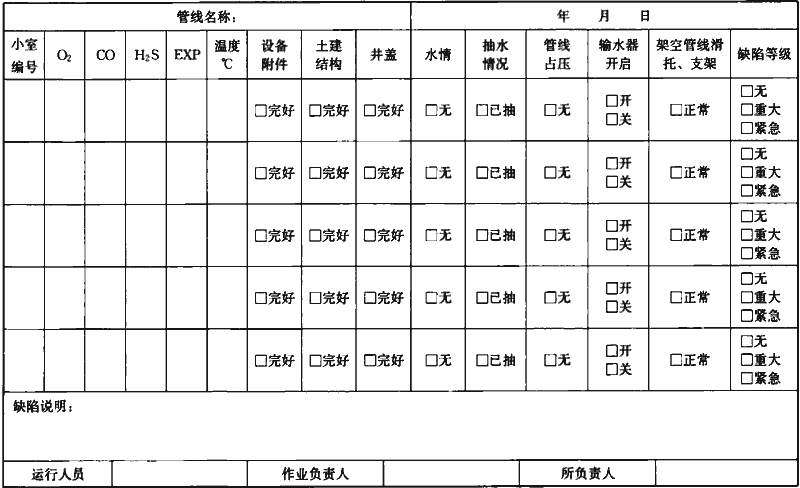 管线名称： 年 月 日
小室编号 O₂ CO H₂S EXP 温度℃ 设备附件 土建结构 井盖 水情 抽水情况 管线占压 输水器开启 架空管线滑托、支架 缺陷等级
□完好 □完好 □完好 □无 □已抽 □无 □开 □关 □正常 □无 □重大 □紧急
□完好 □完好 □完好 □无 □已抽 □无 □开 □关 □正常 □无 □重大 □紧急
□完好 □完好 □完好 □无 □已抽 □无 □开 □关 □正常 □无 □重大 □紧急
□完好 □完好 □完好 □无 □已抽 □无 □开 □关 □正常 □无 □重大 □紧急
□完好 □完好 □完好 □无 □已抽 □无 □开 □关 □正常 □无 □重大 □紧急
缺陷说明：
运行人员 作业负责人 所负责人